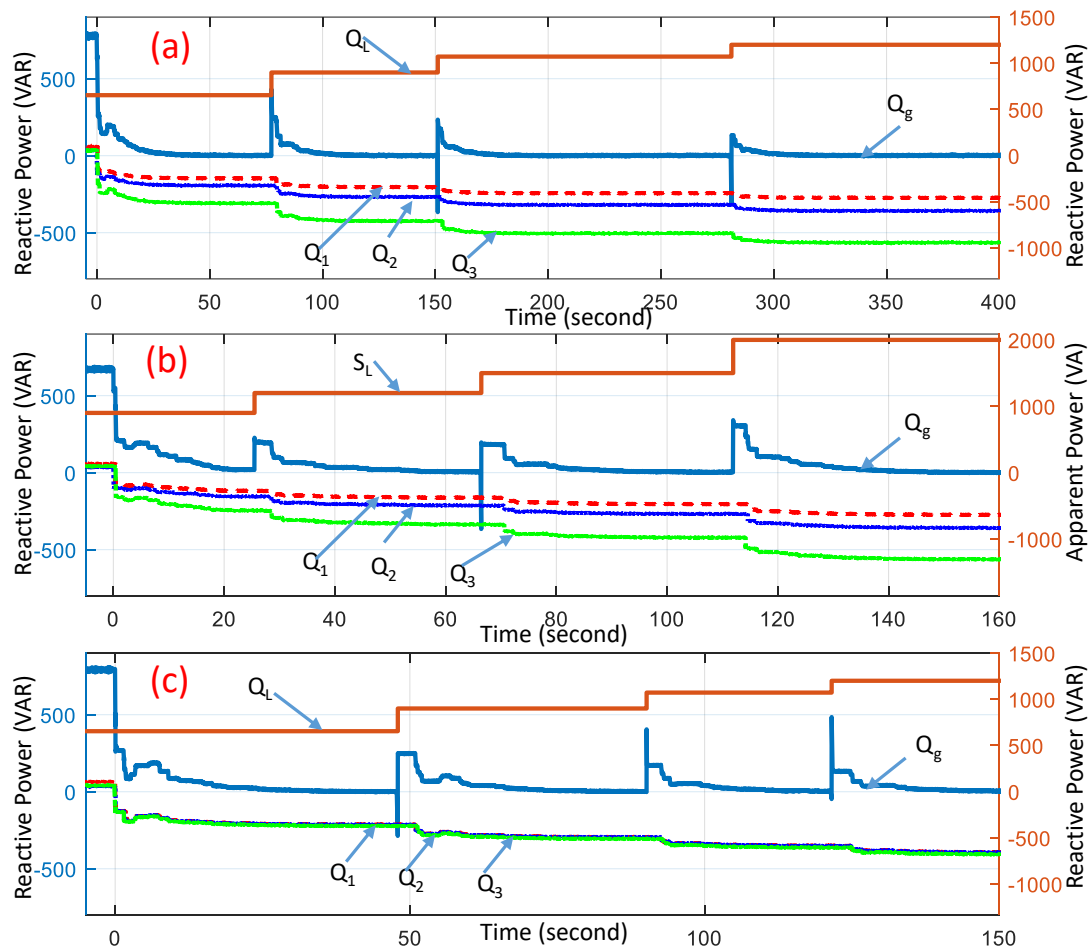 (a)
Reactive Power (VAR)
500
0
-500
Q_L
Q_g
Q_1
Q_2
Q_3
1500
1000
500
0
-500
-1000
Reactive Power (VAR)
0 50 100 150 200 250 300 350 400
Time (second)
(b)
Reactive Power (VAR)
500
0
-500
S_L
Q_g
Q_1
Q_2
Q_3
2000
1000
0
-1000
Apparent Power (VA)
0 20 40 60 80 100 120 140 160
Time (second)
(c)
Reactive Power (VAR)
500
0
-500
Q_L
Q_g
Q_1
Q_2
Q_3
1500
1000
500
0
-500
-1000
Reactive Power (VAR)
0 50 100 150
Time (second)